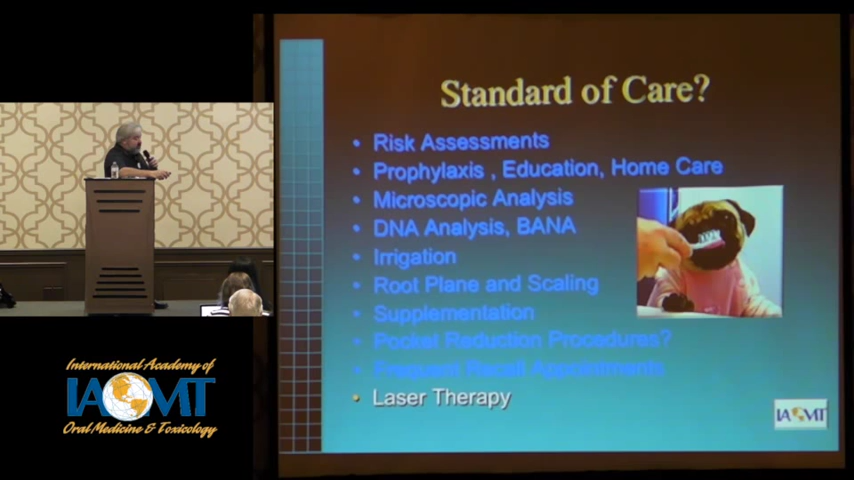 Standard of Care?
• Risk Assessments
• Prophylaxis , Education, Home Care
• Microscopic Analysis
• DNA Analysis, BANA
• Irrigation
• Root Plane and Scaling
• Supplementation
• Pocket Reduction Procedures?
• Frequent Recall Appointments
• Laser Therapy
IAOMT
International Academy of
IAOMT
Oral Medicine & Toxicology